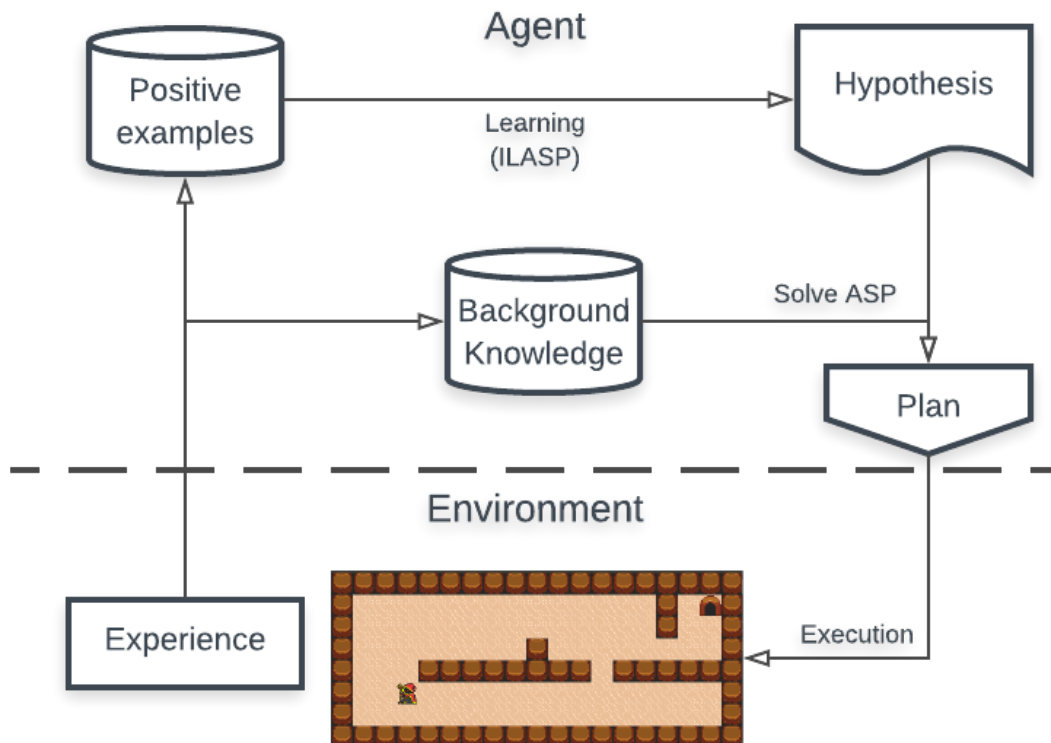 Agent
Positive
examples
Hypothesis
Learning
(ILASP)
Background
Knowledge
Solve ASP
Plan
Environment
Experience
Execution